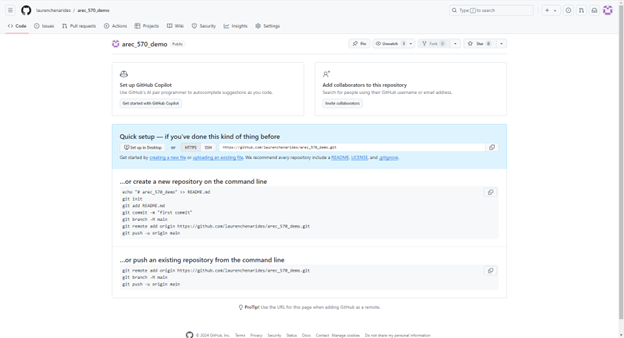 laurenchenarides / arec_570_demo
Type / to search
Code Issues Pull requests Actions Projects Wiki Security Insights Settings
arec_570_demo Public
Pin Unwatch 1 Fork 0 Star 0
Set up GitHub Copilot
Use GitHub's AI pair programmer to autocomplete suggestions as you code.
Get started with GitHub Copilot
Add collaborators to this repository
Search for people using their GitHub username or email address.
Invite collaborators
Quick setup — if you've done this kind of thing before
Set up in Desktop or HTTPS SSH https://github.com/laurenchenarides/arec_570_demo.git
Get started by creating a new file or uploading an existing file. We recommend every repository include a README, LICENSE, and .gitignore.
...or create a new repository on the command line
echo "# arec_570_demo" >> README.md
git init
git add README.md
git commit -m "first commit"
git branch -M main
git remote add origin https://github.com/laurenchenarides/arec_570_demo.git
git push -u origin main
...or push an existing repository from the command line
git remote add origin https://github.com/laurenchenarides/arec_570_demo.git
git branch -M main
git push -u origin main
ProTip! Use the URL for this page when adding GitHub as a remote.
© 2024 GitHub, Inc. Terms Privacy Security Status Docs Contact Manage cookies Do not share my personal information